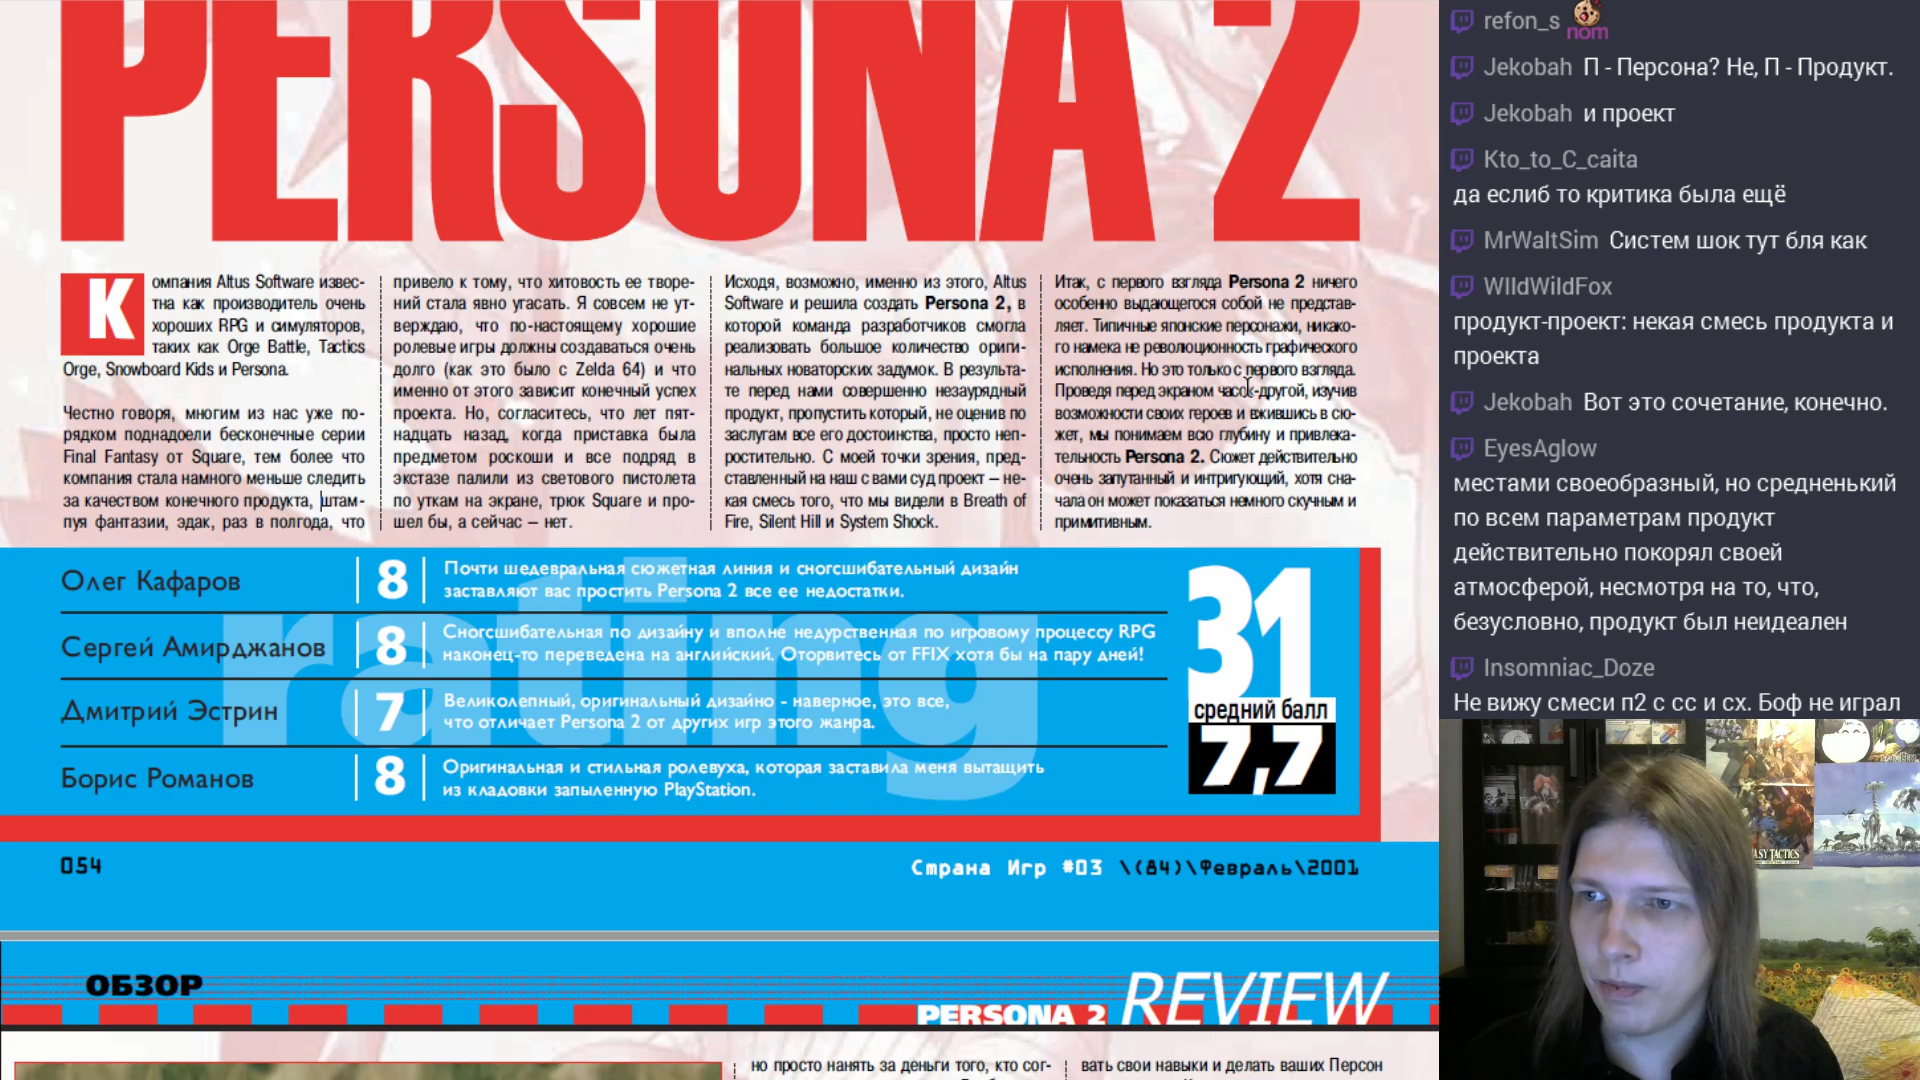 PERSONA 2
Компания Altus Software извес-
тна как производитель очень
хороших RPG и симуляторов,
таких как Orge Battle, Tactics
Orge, Snowboard Kids и Persona.
Честно говоря, многим из нас уже по-
рядком поднадоели бесконечные серии
Final Fantasy от Square, тем более что
компания стала намного меньше следить
за качеством конечного продукта, штам-
пуя фантазии, эдак, раз в полгода, что
привело к тому, что хитовость ее творе-
ний стала явно угасать. Я совсем не ут-
верждаю, что по-настоящему хорошие
ролевые игры должны создаваться очень
долго (как это было с Zelda 64) и что
именно от этого зависит конечный успех
проекта. Но, согласитесь, что лет пят-
надцать назад, когда приставка была
предметом роскоши и все подряд в
экстазе палили из светового пистолета
по уткам на экране, трюк Square и про-
шел бы, а сейчас – нет.
Исходя, возможно, именно из этого, Altus
Software и решила создать Persona 2, в
которой команда разработчиков смогла
реализовать большое количество ориги-
нальных новаторских задумок. В результа-
те перед нами совершенно незаурядный
продукт, пропустить который, не оценив по
заслугам все его достоинства, просто неп-
ростительно. С моей точки зрения, пред-
ставленный на наш с вами суд проект – не-
кая смесь того, что мы видели в Breath of
Fire, Silent Hill и System Shock.
Итак, с первого взгляда Persona 2 ничего
особенно выдающегося собой не представ-
ляет. Типичные японские персонажи, никако-
го намека не революционность графического
исполнения. Но это только с первого взгляда.
Проведя перед экраном часок-другой, изучив
возможности своих героев и вжившись в сю-
жет, мы понимаем всю глубину и привлека-
тельность Persona 2. Сюжет действительно
очень запутанный и интригующий, хотя сна-
чала он может показаться немного скучным и
примитивным.
rating
Олег Кафаров 8 Почти шедевральная сюжетная линия и сногсшибательный дизайн
заставляют вас простить Persona 2 все ее недостатки.
Сергей Амирджанов 8 Сногсшибательная по дизайну и вполне недурственная по игровому процессу RPG
наконец-то переведена на английский. Оторвитесь от FFIX хотя бы на пару дней!
Дмитрий Эстрин 7 Великолепный, оригинальный дизайно - наверное, это все,
что отличает Persona 2 от других игр этого жанра.
Борис Романов 8 Оригинальная и стильная ролевуха, которая заставила меня вытащить
из кладовки запыленную PlayStation.
31
средний балл
7,7
054
Страна Игр #03 \(84)\Февраль\2001
ОБЗОР
PERSONA 2 REVIEW
но просто нанять за деньги того, кто сог-
вать свои навыки и делать ваших Персон
refon_s nom
Jekobah П - Персона? Не, П - Продукт.
Jekobah и проект
Kto_to_C_caita
да еслиб то критика была ещё
MrWaltSim Систем шок тут бля как
WIldWildFox
продукт-проект: некая смесь продукта и
проекта
Jekobah Вот это сочетание, конечно.
EyesAglow
местами своеобразный, но средненький
по всем параметрам продукт
действительно покорял своей
атмосферой, несмотря на то, что,
безусловно, продукт был неидеален
Insomniac_Doze
Не вижу смеси п2 с сс и сх. Боф не играл